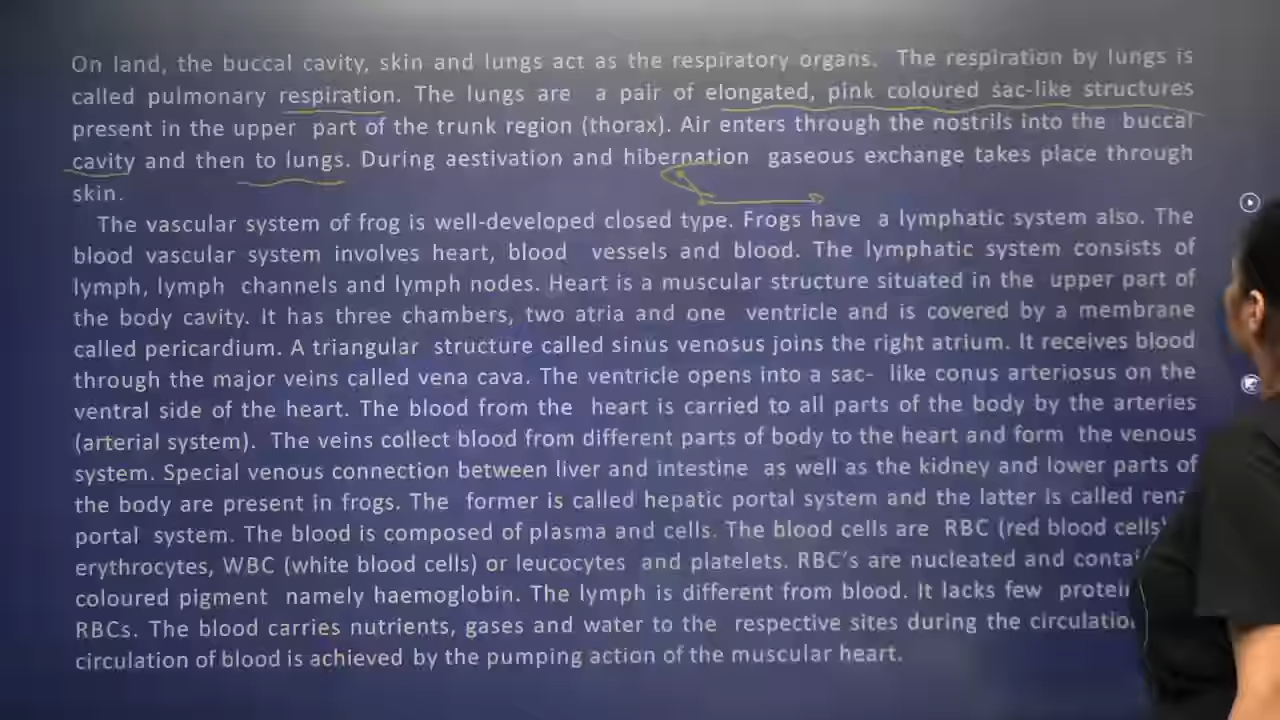 On land, the buccal cavity, skin and lungs act as the respiratory organs. The respiration by lungs is
called pulmonary respiration. The lungs are a pair of elongated, pink coloured sac-like structures
present in the upper part of the trunk region (thorax). Air enters through the nostrils into the buccal
cavity and then to lungs. During aestivation and hibernation gaseous exchange takes place through
skin.
The vascular system of frog is well-developed closed type. Frogs have a lymphatic system also. The
blood vascular system involves heart, blood vessels and blood. The lymphatic system consists of
lymph, lymph channels and lymph nodes. Heart is a muscular structure situated in the upper part of
the body cavity. It has three chambers, two atria and one ventricle and is covered by a membrane
called pericardium. A triangular structure called sinus venosus joins the right atrium. It receives blood
through the major veins called vena cava. The ventricle opens into a sac- like conus arteriosus on the
ventral side of the heart. The blood from the heart is carried to all parts of the body by the arteries
(arterial system). The veins collect blood from different parts of body to the heart and form the venous
system. Special venous connection between liver and intestine as well as the kidney and lower parts of
the body are present in frogs. The former is called hepatic portal system and the latter is called
portal system. The blood is composed of plasma and cells. The blood cells are RBC (red blood cells)
erythrocytes, WBC (white blood cells) or leucocytes and platelets. RBC's are nucleated and
coloured pigment namely haemoglobin. The lymph is different from blood. It lacks few
RBCs. The blood carries nutrients, gases and water to the respective sites during the
circulation of blood is achieved by the pumping action of the muscular heart.